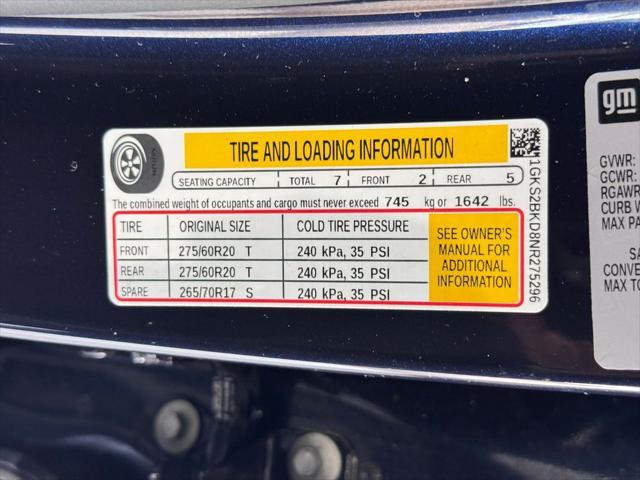 TIRE AND LOADING INFORMATION
SEATING CAPACITY TOTAL 7 FRONT 2 REAR 5
The combined weight of occupants and cargo must never exceed 745 kg or 1642 lbs.
TIRE ORIGINAL SIZE COLD TIRE PRESSURE
FRONT 275/60R20 T 240 kPa, 35 PSI
REAR 275/60R20 T 240 kPa, 35 PSI
SPARE 265/70R17 S 240 kPa, 35 PSI
SEE OWNER'S
MANUAL FOR
ADDITIONAL
INFORMATION
1GKS2BKD8NR275296
gm
GVWR:
GCWR:
RGAWR
CURB W
MAX PA
SA
CONVE
MAX TO